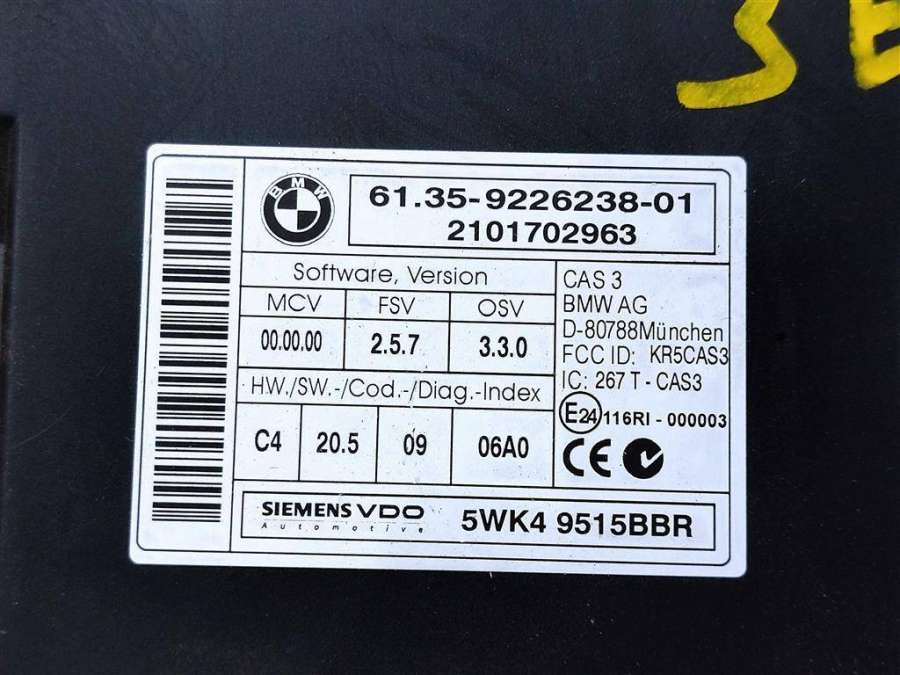 SE
BMW
61.35-9226238-01
2101702963
Software, Version
MCV FSV OSV
00.00.00 2.5.7 3.3.0
HW./SW.-/Cod.-/Diag.-Index
C4 20.5 09 06A0
CAS 3
BMW AG
D-80788München
FCC ID: KR5CAS3
IC: 267 T - CAS3
E24 116RI - 000003
CE
SIEMENS VDO
Automotive
5WK4 9515BBR